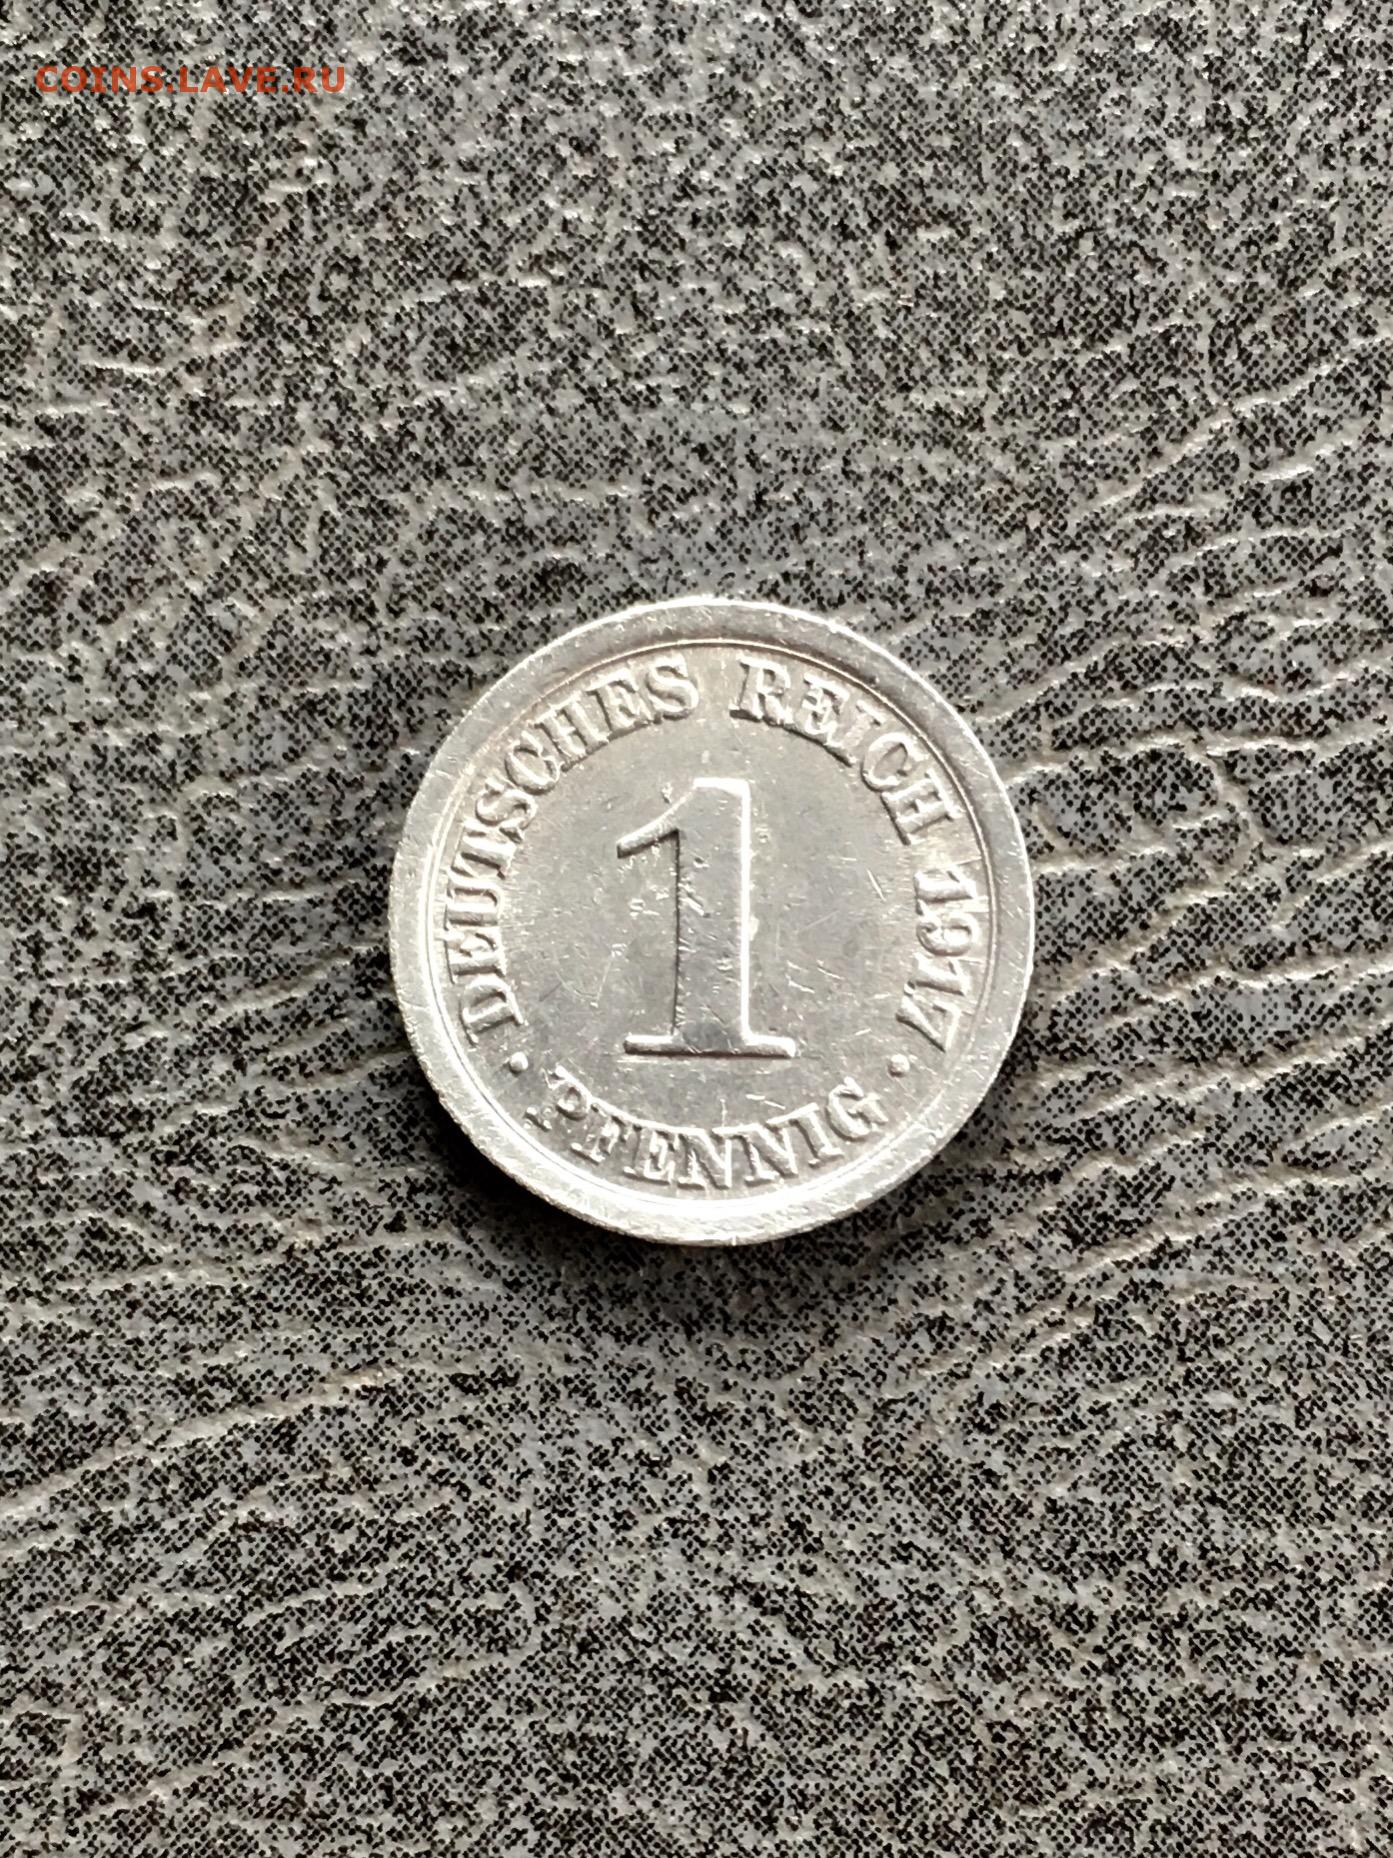 COINS.LAVE.RU
· DEUTSCHES REICH 1917 ·
1
PFENNIG